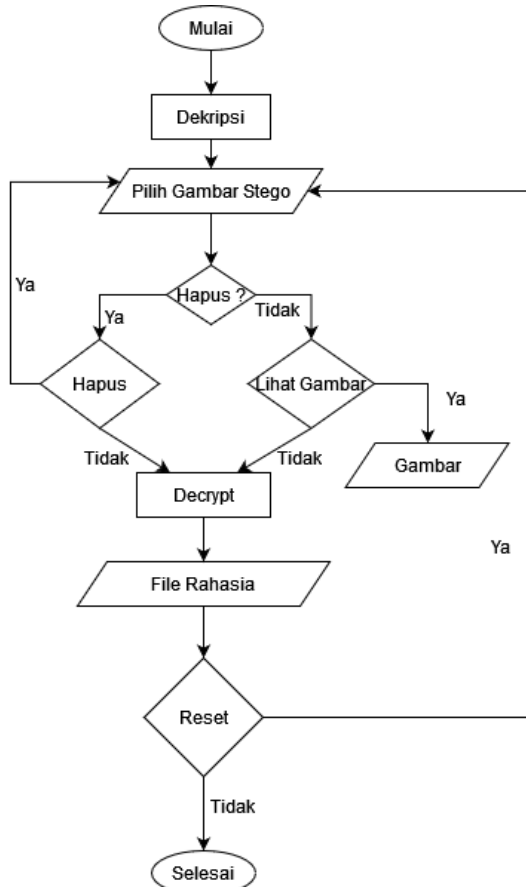 Mulai
Dekripsi
Pilih Gambar Stego
Ya
Hapus ?
Ya
Tidak
Hapus
Lihat Gambar
Ya
Tidak
Tidak
Gambar
Decrypt
Ya
File Rahasia
Reset
Tidak
Selesai